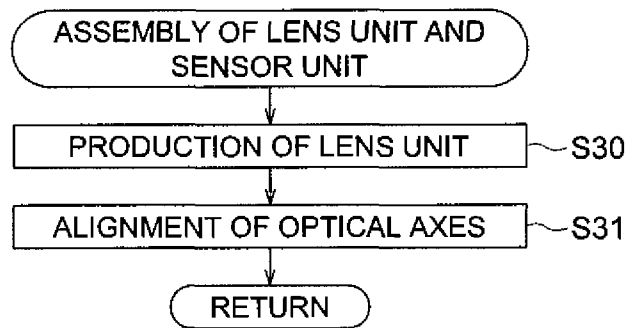 ASSEMBLY OF LENS UNIT AND
SENSOR UNIT
PRODUCTION OF LENS UNIT
S30
ALIGNMENT OF OPTICAL AXES
S31
RETURN